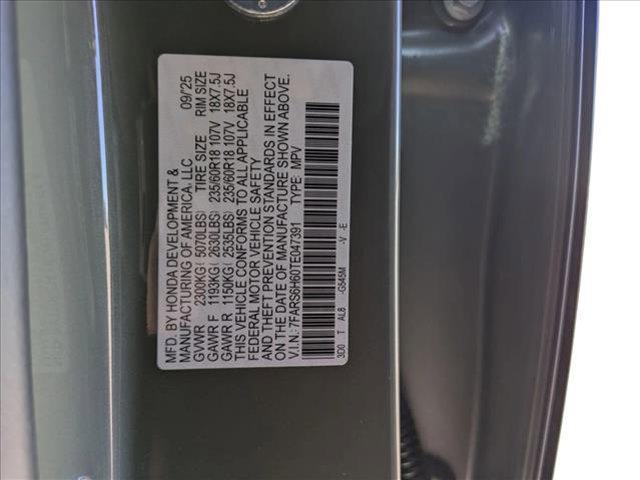 MFD. BY HONDA DEVELOPMENT &
MANUFACTURING OF AMERICA, LLC 09/25
GVWR 2300KG ( 5070LBS) TIRE SIZE RIM SIZE
GAWR F 1193KG ( 2630LBS) 235/60R18 107V 18X7.5J
GAWR R 1150KG ( 2535LBS) 235/60R18 107V 18X7.5J
THIS VEHICLE CONFORMS TO ALL APPLICABLE
FEDERAL MOTOR VEHICLE SAFETY
AND THEFT PREVENTION STANDARDS IN EFFECT
ON THE DATE OF MANUFACTURE SHOWN ABOVE.
V.I.N.: 7FARS6H60TE047391 TYPE: MPV
3D0 T AL8 -G545M -V -E